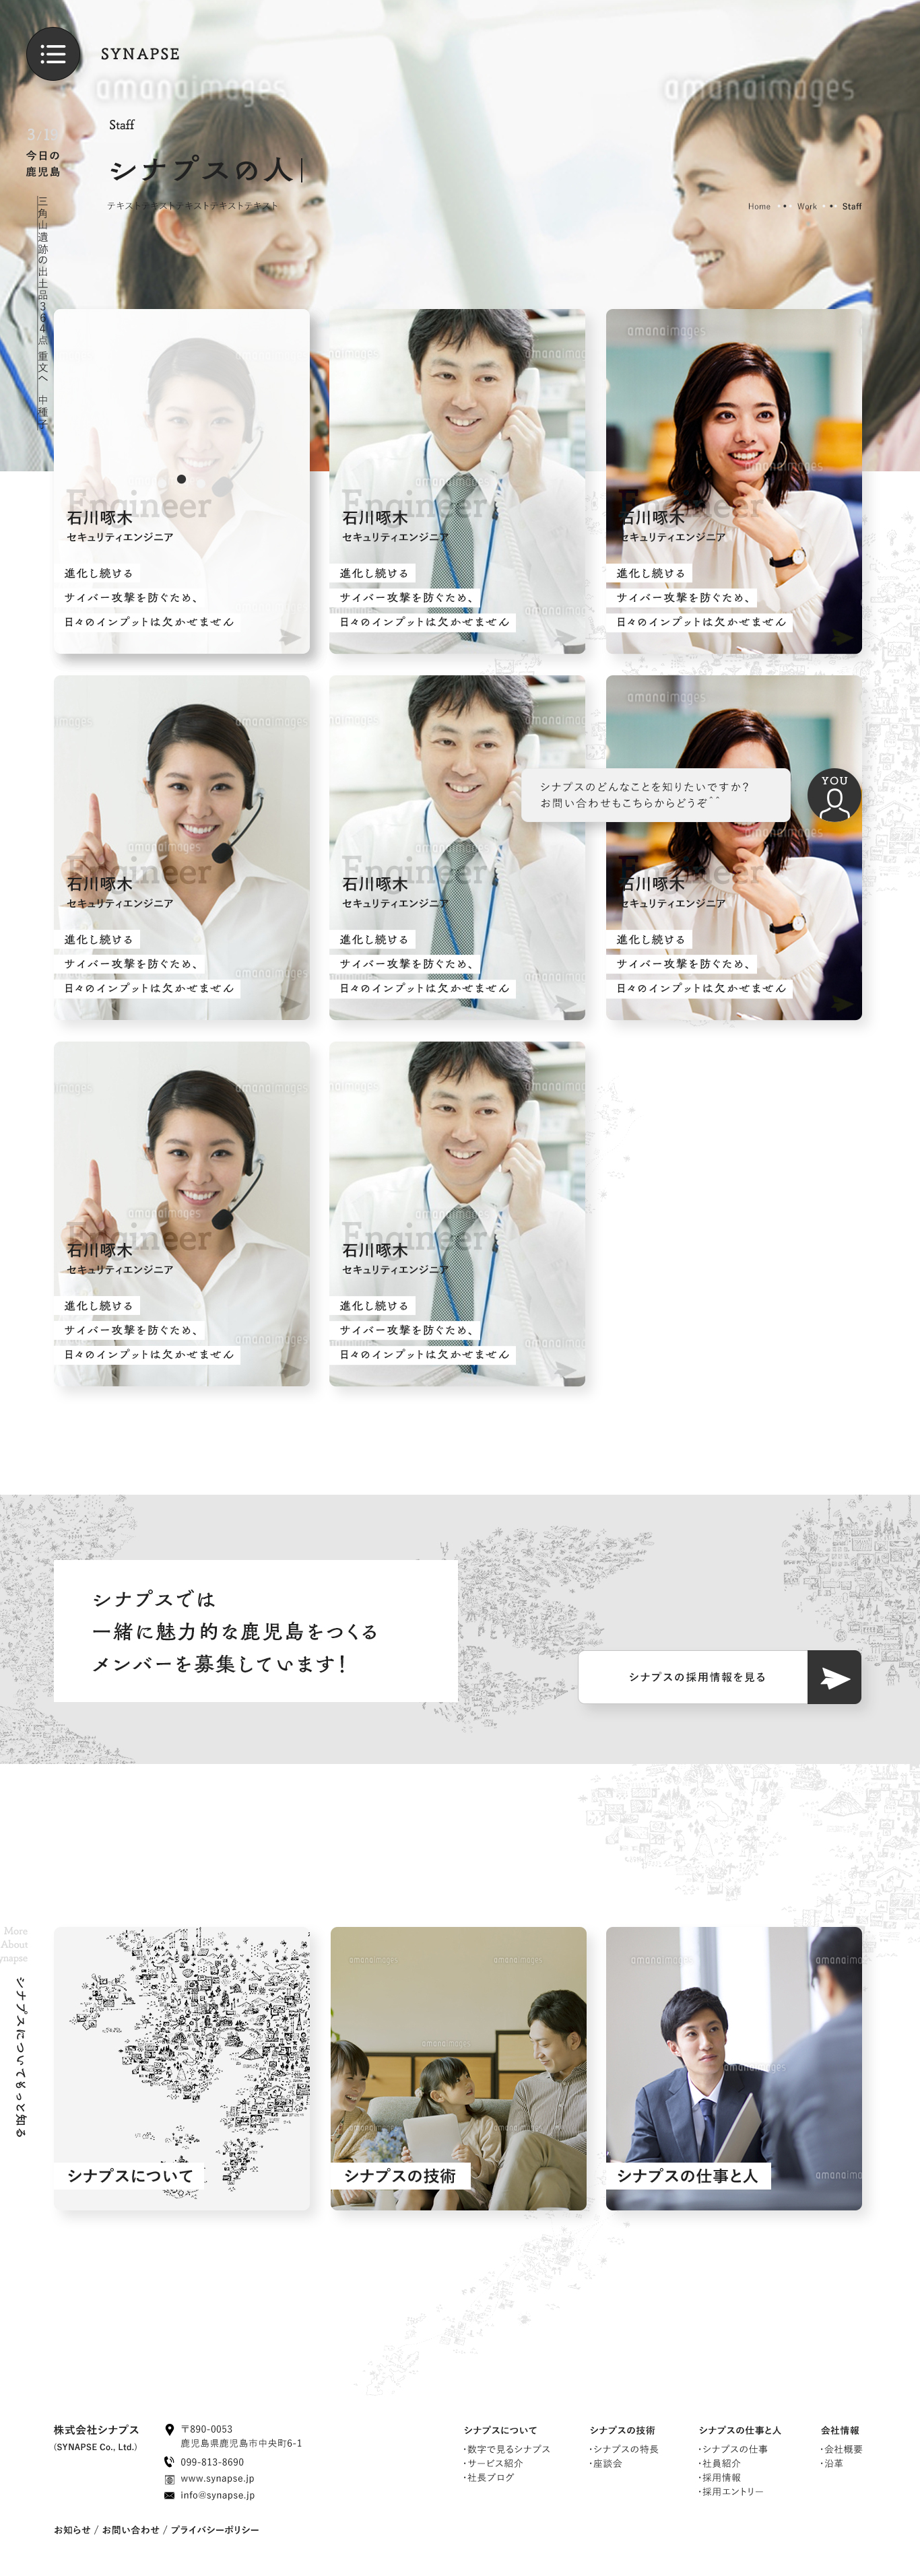 SYNAPSE
Staff
3/19
今日の
鹿児島
シナプスの人
テキストテキストテキストテキストテキスト
Home
Work
Staff
三角山遺跡の出土品364点 重文へ 中種子
Engineer
石川啄木
セキュリティエンジニア
進化し続ける
サイバー攻撃を防ぐため、
日々のインプットは欠かせません
Engineer
石川啄木
セキュリティエンジニア
進化し続ける
サイバー攻撃を防ぐため、
日々のインプットは欠かせません
Engineer
石川啄木
セキュリティエンジニア
進化し続ける
サイバー攻撃を防ぐため、
日々のインプットは欠かせません
シナプスのどんなことを知りたいですか？
お問い合わせもこちらからどうぞ^^
YOU
Engineer
石川啄木
セキュリティエンジニア
進化し続ける
サイバー攻撃を防ぐため、
日々のインプットは欠かせません
Engineer
石川啄木
セキュリティエンジニア
進化し続ける
サイバー攻撃を防ぐため、
日々のインプットは欠かせません
Engineer
石川啄木
セキュリティエンジニア
進化し続ける
サイバー攻撃を防ぐため、
日々のインプットは欠かせません
Engineer
石川啄木
セキュリティエンジニア
進化し続ける
サイバー攻撃を防ぐため、
日々のインプットは欠かせません
Engineer
石川啄木
セキュリティエンジニア
進化し続ける
サイバー攻撃を防ぐため、
日々のインプットは欠かせません
シナプスでは
一緒に魅力的な鹿児島をつくる
メンバーを募集しています！
シナプスの採用情報を見る
More
About
ynapse
シナプスについてもっと知る
シナプスについて
シナプスの技術
シナプスの仕事と人
株式会社シナプス
(SYNAPSE Co., Ltd.)
〒890-0053
鹿児島県鹿児島市中央町6-1
099-813-8690
www.synapse.jp
info@synapse.jp
シナプスについて
・数字で見るシナプス
・サービス紹介
・社長ブログ
シナプスの技術
・シナプスの特長
・座談会
シナプスの仕事と人
・シナプスの仕事
・社員紹介
・採用情報
・採用エントリー
会社情報
・会社概要
・沿革
お知らせ / お問い合わせ / プライバシーポリシー
amanaimages